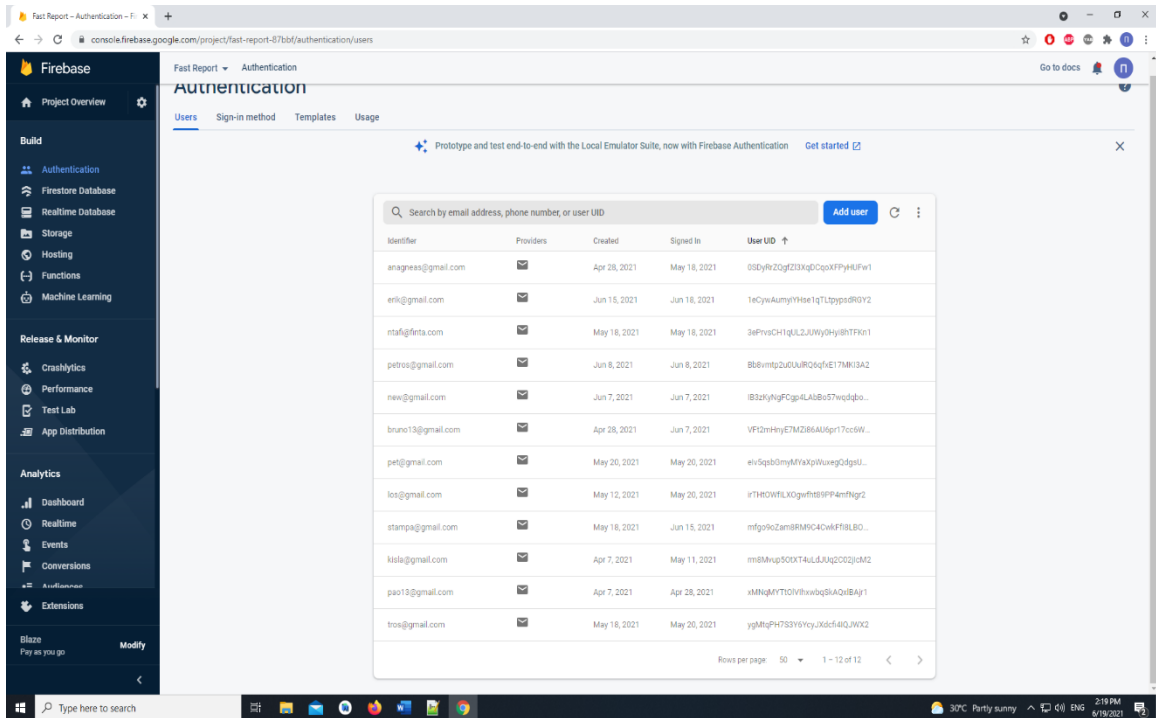 Fast Report – Authentication – Fi
console.firebase.google.com/project/fast-report-87bbf/authentication/users
Firebase
Fast Report Authentication
Go to docs
П
Project Overview
Authentication
Users Sign-in method Templates Usage
Prototype and test end-to-end with the Local Emulator Suite, now with Firebase Authentication Get started
Build
Authentication
Firestore Database
Realtime Database
Storage
Hosting
Functions
Machine Learning
Release & Monitor
Crashlytics
Performance
Test Lab
App Distribution
Analytics
Dashboard
Realtime
Events
Conversions
Audiences
Extensions
Blaze
Pay as you go
Modify
Search by email address, phone number, or user UID
Add user
Identifier Providers Created Signed In User UID
anagneas@gmail.com Apr 28, 2021 May 18, 2021
erik@gmail.com Jun 15, 2021 Jun 18, 2021
ntafi@finta.com May 18, 2021 May 18, 2021
petros@gmail.com Jun 8, 2021 Jun 8, 2021
new@gmail.com Jun 7, 2021 Jun 7, 2021
bruno13@gmail.com Apr 28, 2021 Jun 7, 2021
pet@gmail.com May 20, 2021 May 20, 2021
los@gmail.com May 12, 2021 May 20, 2021
stampa@gmail.com May 18, 2021 Jun 15, 2021
kisla@gmail.com Apr 7, 2021 May 11, 2021
pao13@gmail.com Apr 7, 2021 Apr 28, 2021
tros@gmail.com May 18, 2021 May 20, 2021
Rows per page: 50 1 – 12 of 12
Type here to search
30°C Partly sunny ENG
2:19 PM
6/19/2021